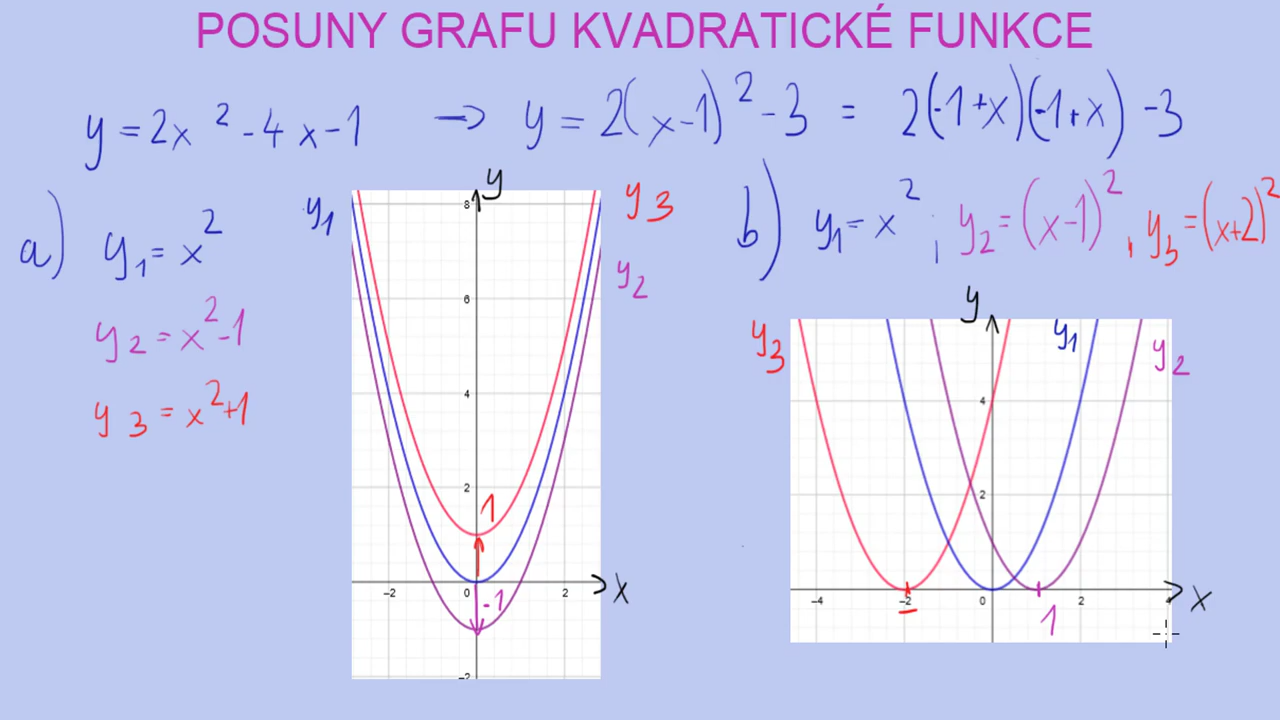 POSUNY GRAFU KVADRATICKÉ FUNKCE
y = 2x² - 4x - 1 → y = 2(x-1)² - 3 = 2(-1+x)(-1+x) - 3
a) y₁ = x²
y₂ = x² - 1
y₃ = x² + 1
y₁
y
y₃
y₂
8
6
4
2
1
-2
0
2
x
-1
-2
b) y₁ = x² ; y₂ = (x-1)² , y₃ = (x+2)²
y
y₃
y₁
y₂
4
2
-4
-2
0
2
4
x
1